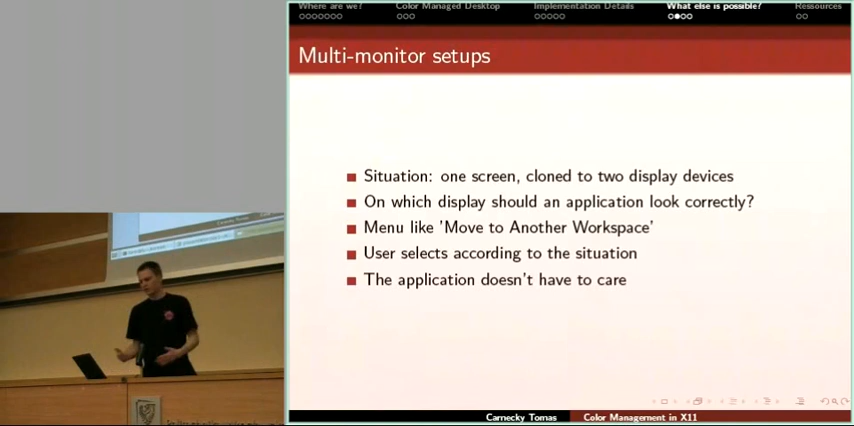 Where are we?
Color Managed Desktop
Implementation Details
What else is possible?
Ressources
Multi-monitor setups
Situation: one screen, cloned to two display devices
On which display should an application look correctly?
Menu like 'Move to Another Workspace'
User selects according to the situation
The application doesn't have to care
Carnecky Tomas
Color Management in X11